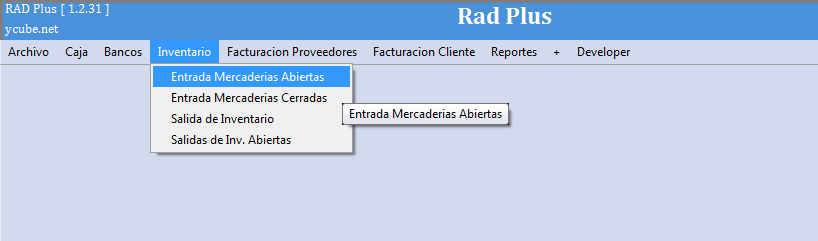 RAD Plus [ 1.2.31 ]
Rad Plus
ycube.net
Archivo Caja Bancos Inventario Facturacion Proveedores Facturacion Cliente Reportes + Developer
Entrada Mercaderias Abiertas
Entrada Mercaderias Cerradas
Entrada Mercaderias Abiertas
Salida de Inventario
Salidas de Inv. Abiertas